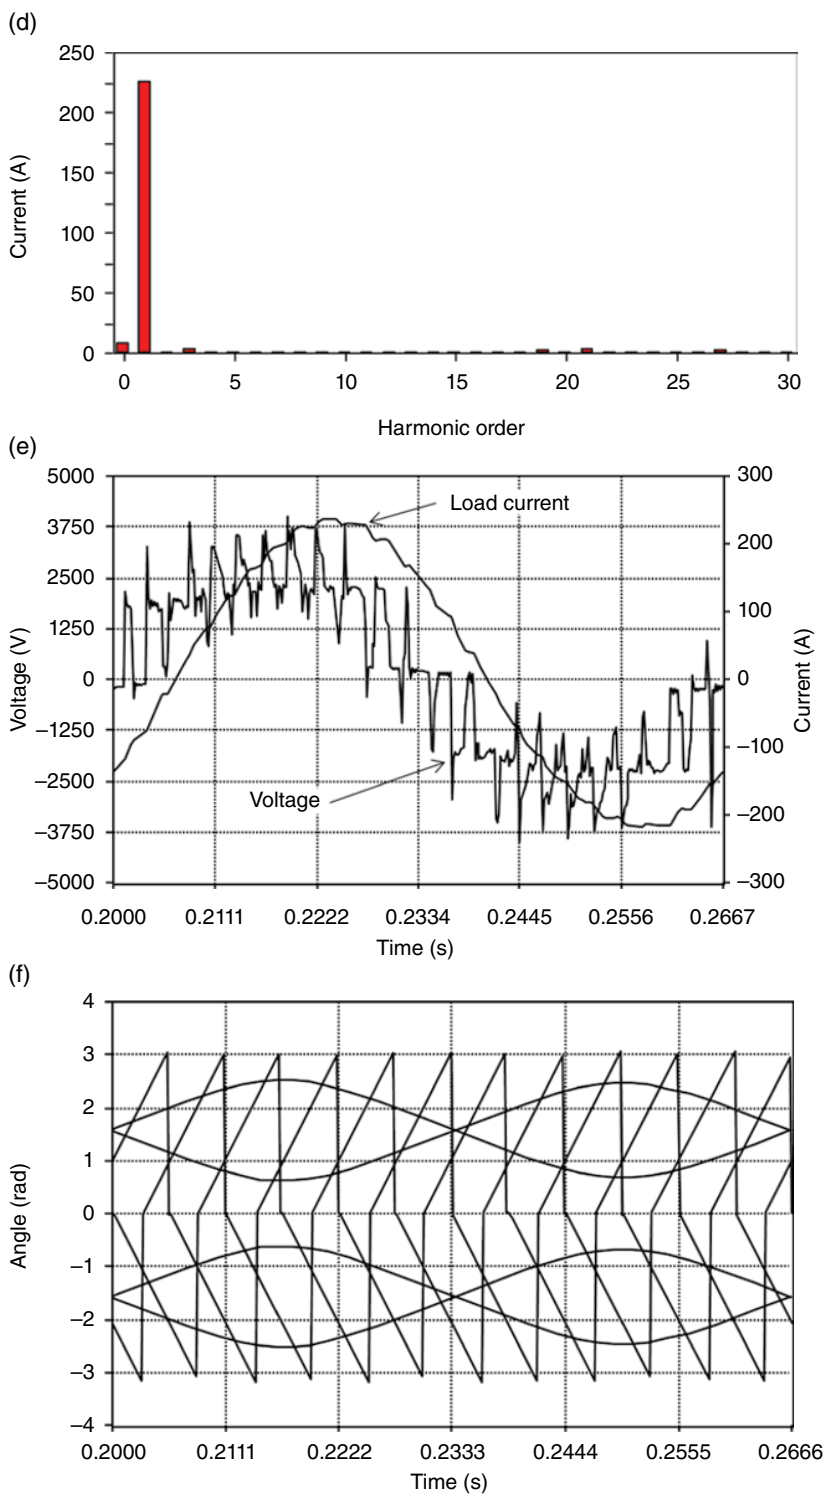 (d)
250
200
150
100
50
0
Current (A)
0 5 10 15 20 25 30
Harmonic order
(e)
5000
3750
2500
1250
0
–1250
–2500
–3750
–5000
Voltage (V)
300
200
100
0
–100
–200
–300
Current (A)
Load current
Voltage
0.2000 0.2111 0.2222 0.2334 0.2445 0.2556 0.2667
Time (s)
(f)
4
3
2
1
0
–1
–2
–3
–4
Angle (rad)
0.2000 0.2111 0.2222 0.2333 0.2444 0.2555 0.2666
Time (s)